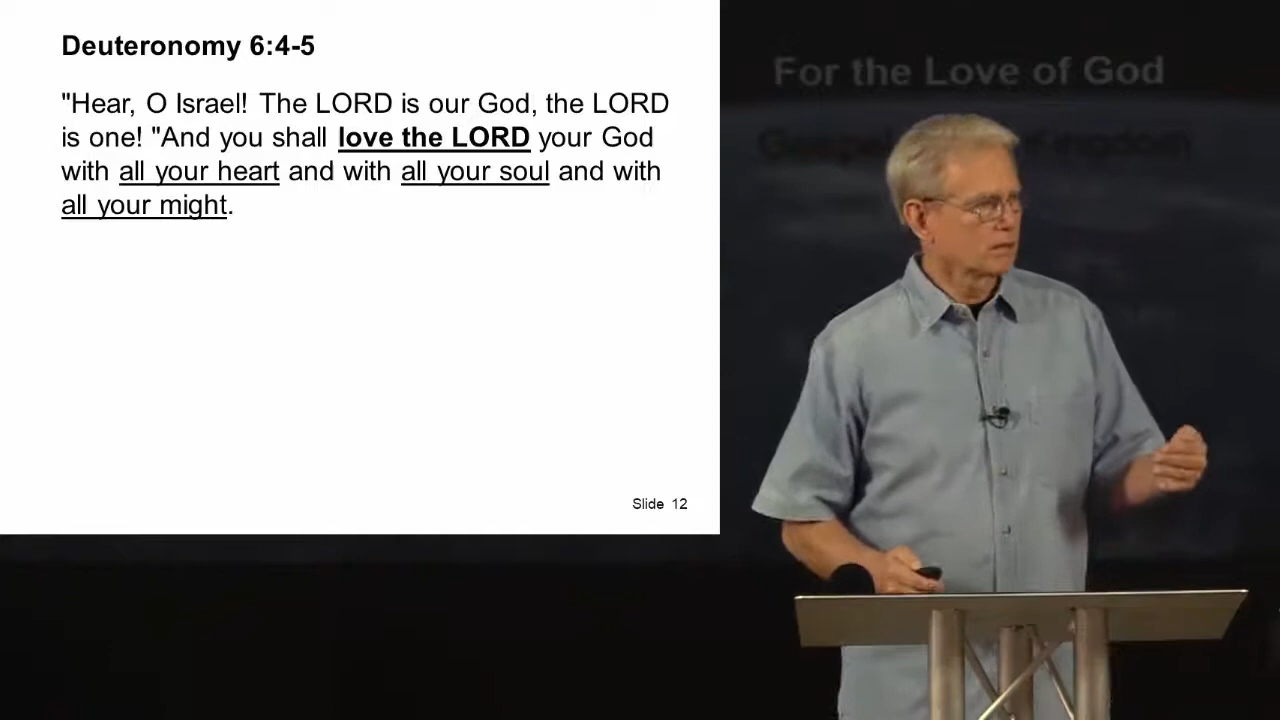 Deuteronomy 6:4-5
"Hear, O Israel! The LORD is our God, the LORD
is one! "And you shall love the LORD your God
with all your heart and with all your soul and with
all your might.
Slide 12
For the Love of God
Gospel Kingdom